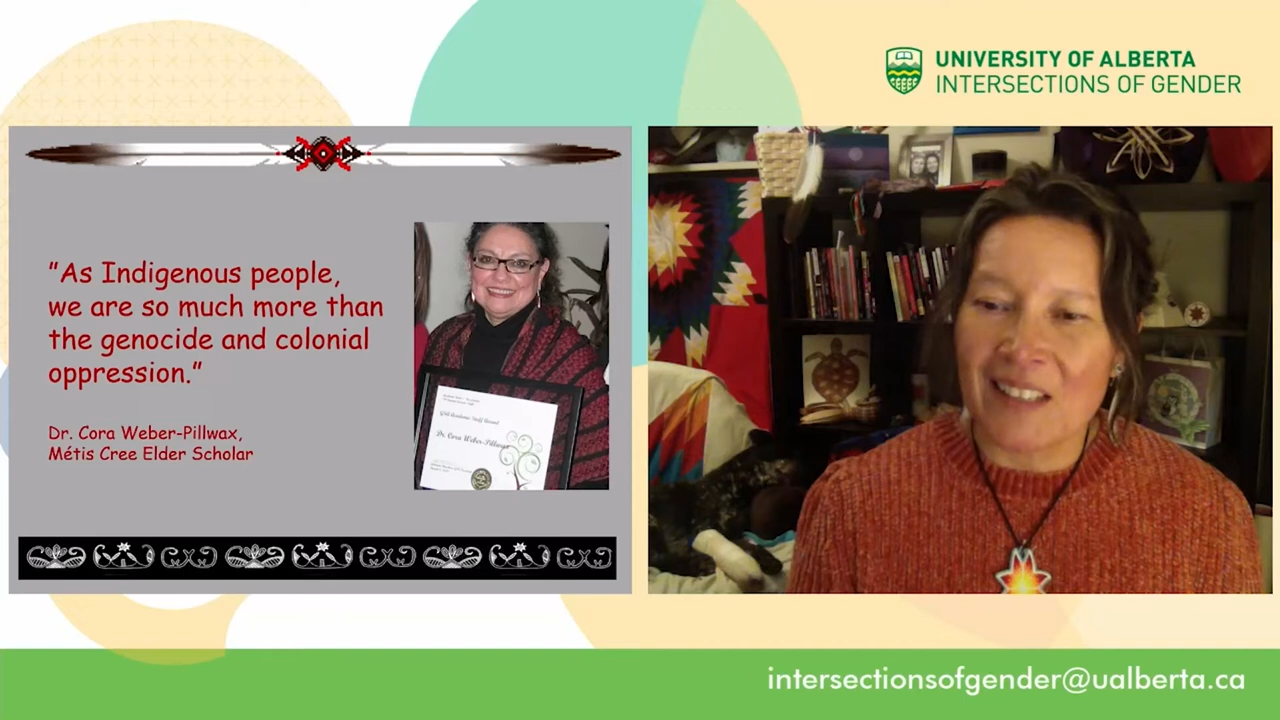 UNIVERSITY OF ALBERTA
INTERSECTIONS OF GENDER
"As Indigenous people,
we are so much more than
the genocide and colonial
oppression."
Dr. Cora Weber-Pillwax,
Métis Cree Elder Scholar
Dr. Cora Weber-Pillwax
intersectionsofgender@ualberta.ca